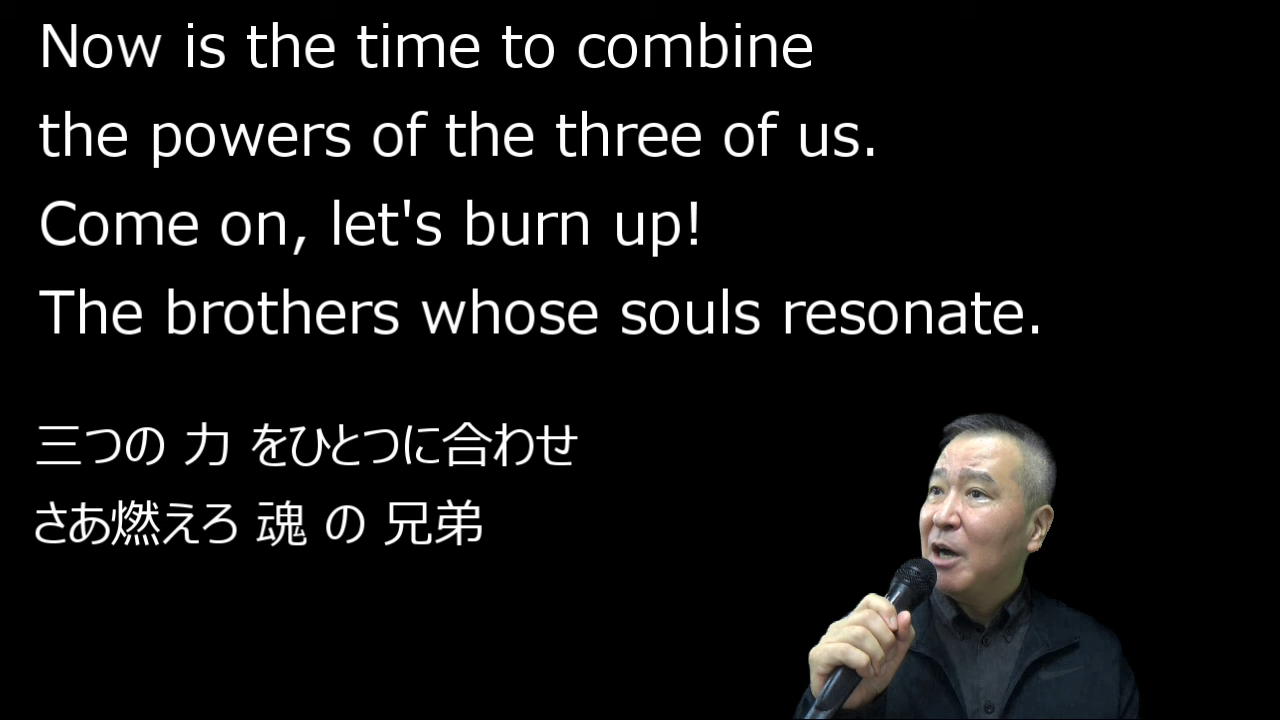 Now is the time to combine
the powers of the three of us.
Come on, let's burn up!
The brothers whose souls resonate.
三つの 力 をひとつに合わせ
さあ燃えろ 魂 の 兄弟